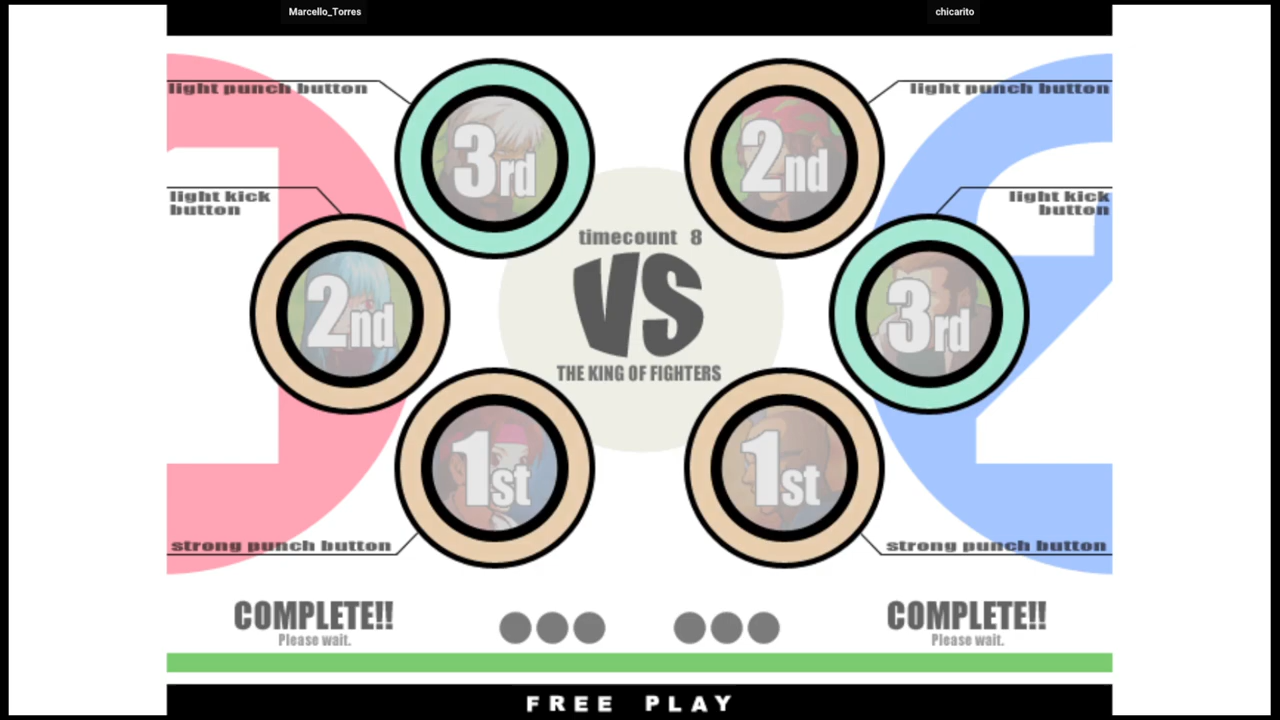 Marcello_Torres
chicarito
light punch button
light punch button
3rd
2nd
light kick
button
light kick
button
timecount 8
2nd
VS
3rd
THE KING OF FIGHTERS
1st
1st
strong punch button
strong punch button
COMPLETE!!
Please wait.
COMPLETE!!
Please wait.
FREE PLAY